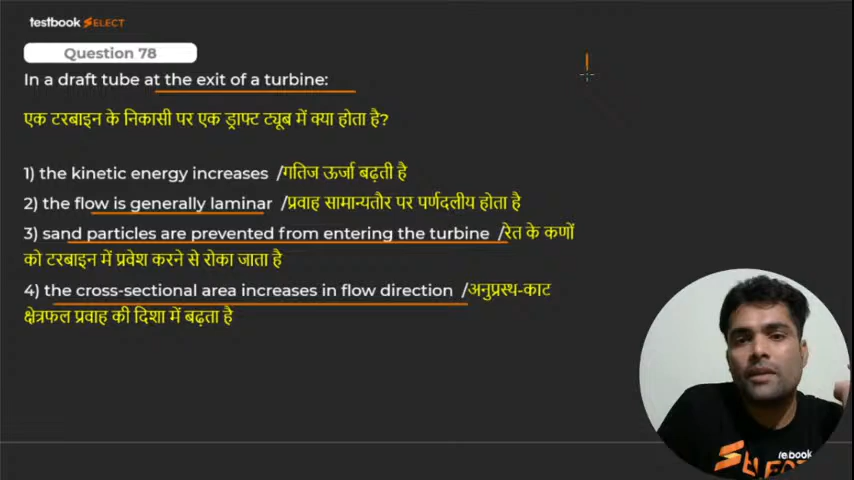 testbook SELECT
Question 78
In a draft tube at the exit of a turbine:
एक टरबाइन के निकासी पर एक ड्राफ्ट ट्यूब में क्या होता है?
1) the kinetic energy increases /गतिज ऊर्जा बढ़ती है
2) the flow is generally laminar /प्रवाह सामान्यतौर पर पर्णदलीय होता है
3) sand particles are prevented from entering the turbine /रेत के कणों
को टरबाइन में प्रवेश करने से रोका जाता है
4) the cross-sectional area increases in flow direction /अनुप्रस्थ-काट
क्षेत्रफल प्रवाह की दिशा में बढ़ता है